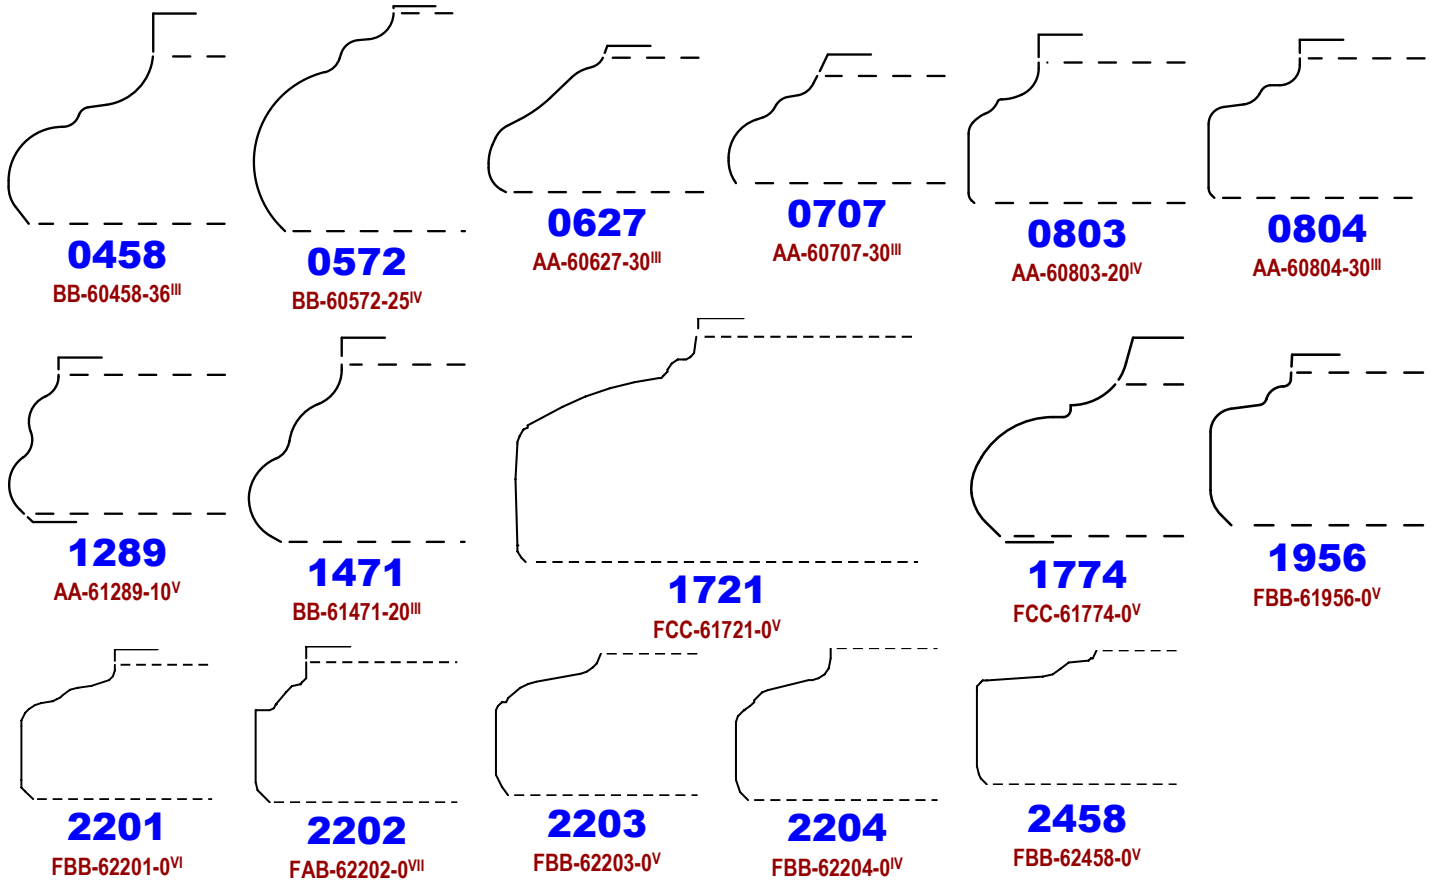 0458
BB-60458-36III
0572
BB-60572-25IV
0627
AA-60627-30III
0707
AA-60707-30III
0803
AA-60803-20IV
0804
AA-60804-30III
1289
AA-61289-10V
1471
BB-61471-20III
1721
FCC-61721-0V
1774
FCC-61774-0V
1956
FBB-61956-0V
2201
FBB-62201-0VI
2202
FAB-62202-0VII
2203
FBB-62203-0V
2204
FBB-62204-0IV
2458
FBB-62458-0V